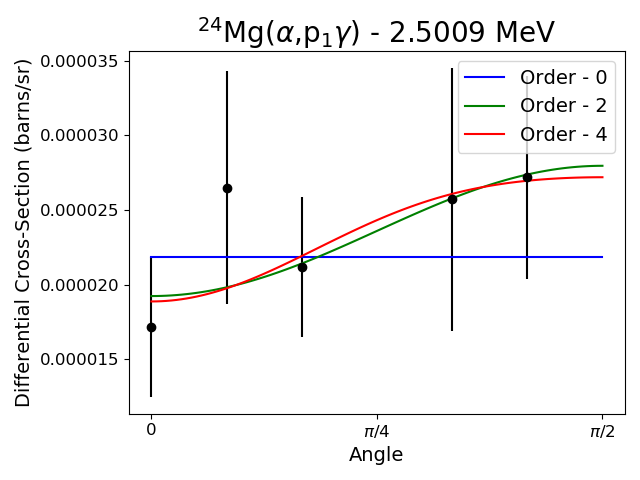 ²⁴Mg(α,p₁γ) - 2.5009 MeV
Differential Cross-Section (barns/sr)
0.000035
0.000030
0.000025
0.000020
0.000015
Order - 0
Order - 2
Order - 4
0 π/4 π/2
Angle